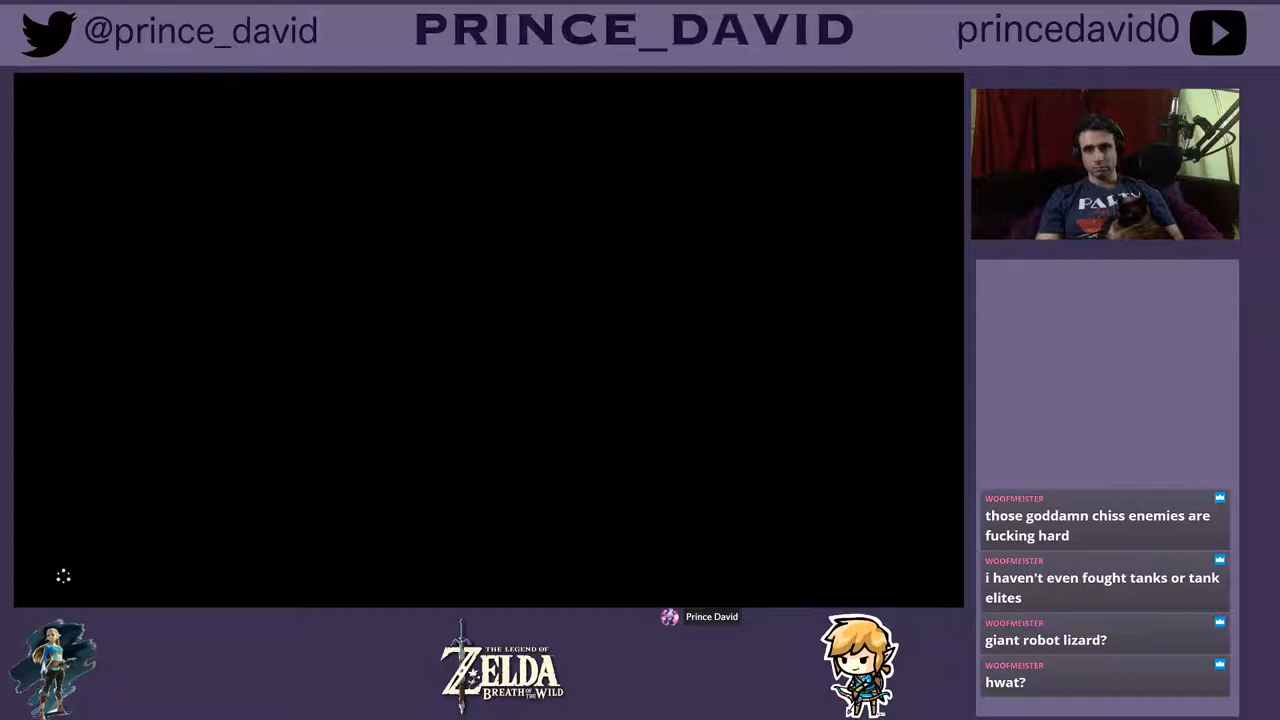 @prince_david
PRINCE_DAVID
princedavid0
PARTY
WOOFMEISTER
those goddamn chiss enemies are
fucking hard
WOOFMEISTER
i haven't even fought tanks or tank
elites
WOOFMEISTER
giant robot lizard?
WOOFMEISTER
hwat?
Prince David
THE LEGEND OF
ZELDA
BREATH OF THE WILD